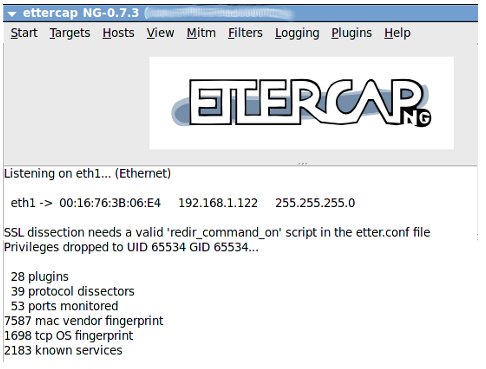 ettercap NG-0.7.3
Start Targets Hosts View Mitm Filters Logging Plugins Help
ETTERCAP
NG
Listening on eth1... (Ethernet)
eth1 -> 00:16:76:3B:06:E4 192.168.1.122 255.255.255.0
SSL dissection needs a valid 'redir_command_on' script in the etter.conf file
Privileges dropped to UID 65534 GID 65534...
28 plugins
39 protocol dissectors
53 ports monitored
7587 mac vendor fingerprint
1698 tcp OS fingerprint
2183 known services